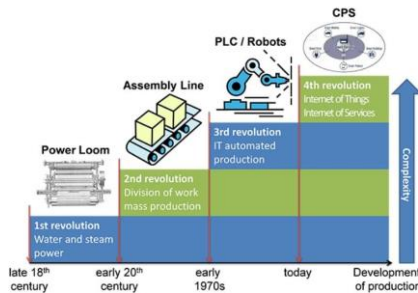 CPS
PLC / Robots
Assembly Line
Power Loom
4th revolution
Internet of Things
Internet of Services
3rd revolution
IT automated
production
2nd revolution
Division of work
mass production
1st revolution
Water and steam
power
Complexity
late 18th
century
early 20th
century
early
1970s
today
Development
of production